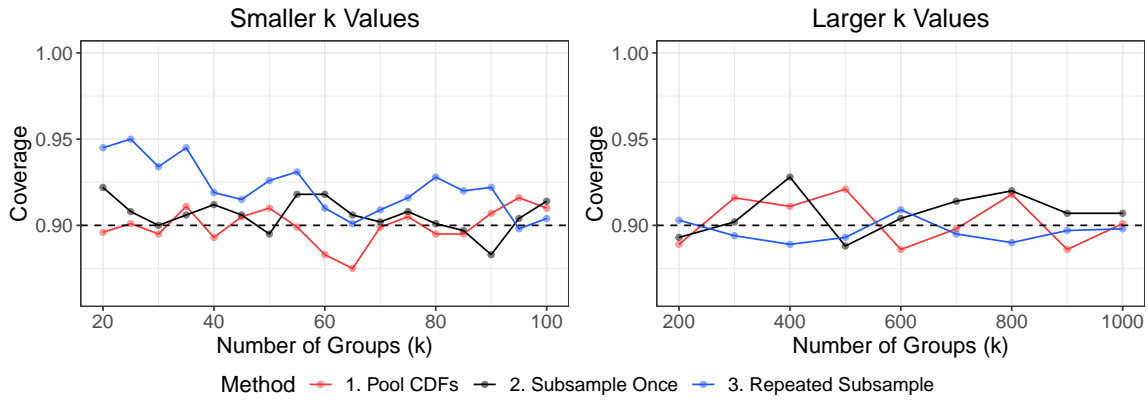 Smaller k Values
Larger k Values
1.00
0.95
0.90
Coverage
20
40
60
80
100
Number of Groups (k)
1.00
0.95
0.90
Coverage
200
400
600
800
1000
Number of Groups (k)
Method 1. Pool CDFs 2. Subsample Once 3. Repeated Subsample